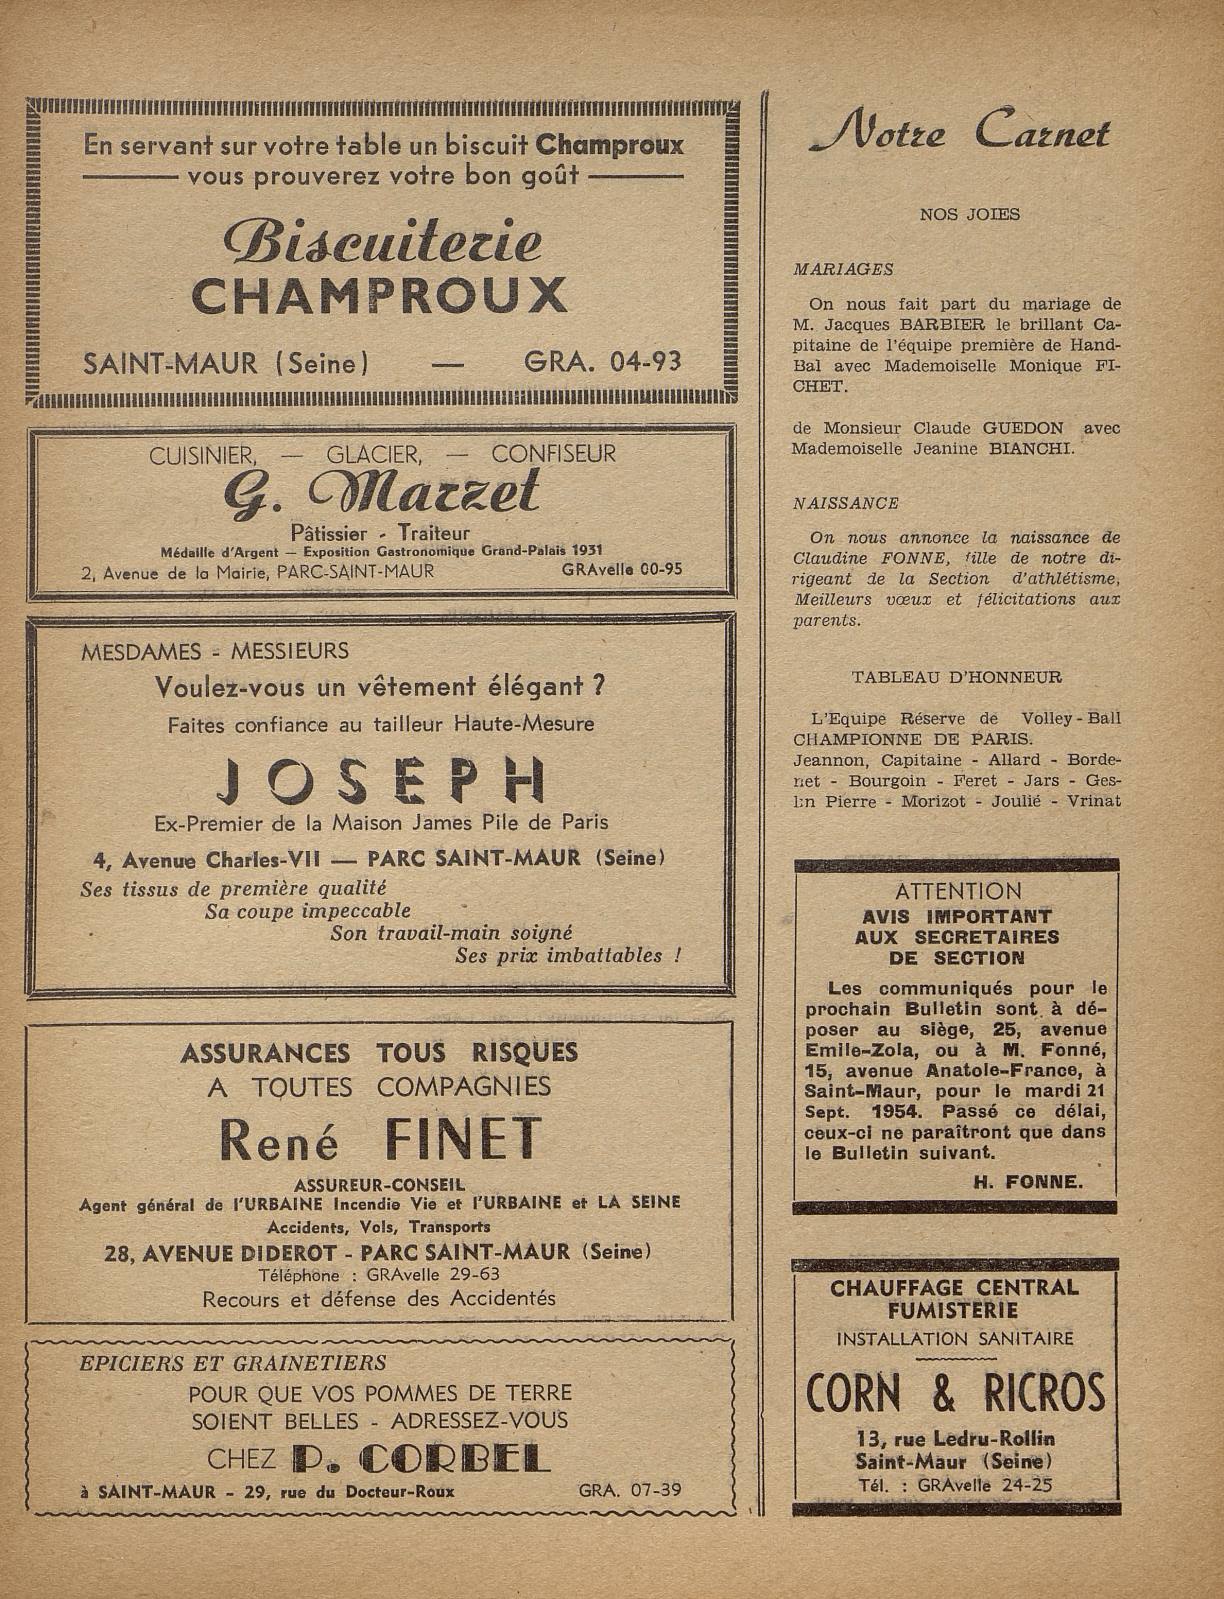 En servant sur votre table un biscuit Champroux
vous prouverez votre bon goût
Biscuiterie
CHAMPROUX
SAINT-MAUR (Seine) — GRA. 04-93
CUISINIER, — GLACIER, — CONFISEUR
G. Marzet
Pâtissier - Traiteur
Médaille d'Argent — Exposition Gastronomique Grand-Palais 1931
2, Avenue de la Mairie, PARC-SAINT-MAUR GRAvelle 00-95
MESDAMES - MESSIEURS
Voulez-vous un vêtement élégant ?
Faites confiance au tailleur Haute-Mesure
JOSEPH
Ex-Premier de la Maison James Pile de Paris
4, Avenue Charles-VII — PARC SAINT-MAUR (Seine)
Ses tissus de première qualité
Sa coupe impeccable
Son travail-main soigné
Ses prix imbattables !
ASSURANCES TOUS RISQUES
A TOUTES COMPAGNIES
René FINET
ASSUREUR-CONSEIL
Agent général de l'URBAINE Incendie Vie et l'URBAINE et LA SEINE
Accidents, Vols, Transports
28, AVENUE DIDEROT - PARC SAINT-MAUR (Seine)
Téléphone : GRAvelle 29-63
Recours et défense des Accidentés
EPICIERS ET GRAINETIERS
POUR QUE VOS POMMES DE TERRE
SOIENT BELLES - ADRESSEZ-VOUS
CHEZ P. CORBEL
à SAINT-MAUR - 29, rue du Docteur-Roux GRA. 07-39
Notre Carnet
NOS JOIES
MARIAGES
On nous fait part du mariage de
M. Jacques BARBIER le brillant Ca-
pitaine de l'équipe première de Hand-
Bal avec Mademoiselle Monique FI-
CHET.
de Monsieur Claude GUEDON avec
Mademoiselle Jeanine BIANCHI.
NAISSANCE
On nous annonce la naissance de
Claudine FONNE, fille de notre di-
rigeant de la Section d'athlétisme,
Meilleurs vœux et félicitations aux
parents.
TABLEAU D'HONNEUR
L'Equipe Réserve de Volley-Ball
CHAMPIONNE DE PARIS.
Jeannon, Capitaine - Allard - Borde-
net - Bourgoin - Feret - Jars - Ges-
lin Pierre - Morizot - Joulié - Vrinat
ATTENTION
AVIS IMPORTANT
AUX SECRETAIRES
DE SECTION
Les communiqués pour le
prochain Bulletin sont à dé-
poser au siège, 25, avenue
Emile-Zola, ou à M. Fonné,
15, avenue Anatole-France, à
Saint-Maur, pour le mardi 21
Sept. 1954. Passé ce délai,
ceux-ci ne paraîtront que dans
le Bulletin suivant.
H. FONNE.
CHAUFFAGE CENTRAL
FUMISTERIE
INSTALLATION SANITAIRE
CORN & RICROS
13, rue Ledru-Rollin
Saint-Maur (Seine)
Tél. : GRAvelle 24-25